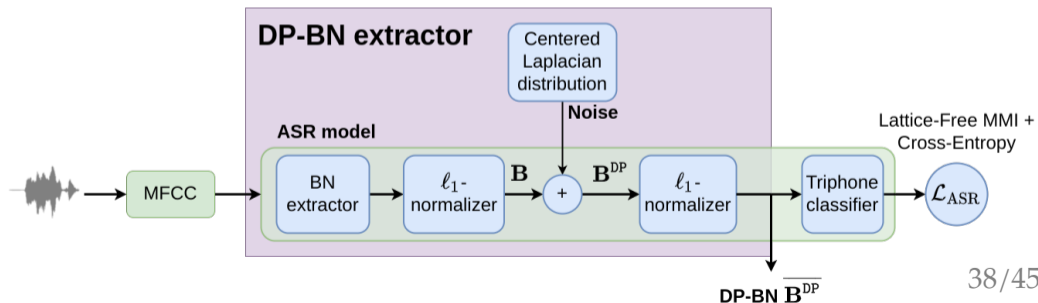 DP-BN extractor
Centered
Laplacian
distribution
Noise
ASR model
Lattice-Free MMI +
Cross-Entropy
MFCC
BN
extractor
ℓ₁-
normalizer
B
+
B^DP
ℓ₁-
normalizer
Triphone
classifier
ℒ_ASR
DP-BN \overline{B^DP}
38/45